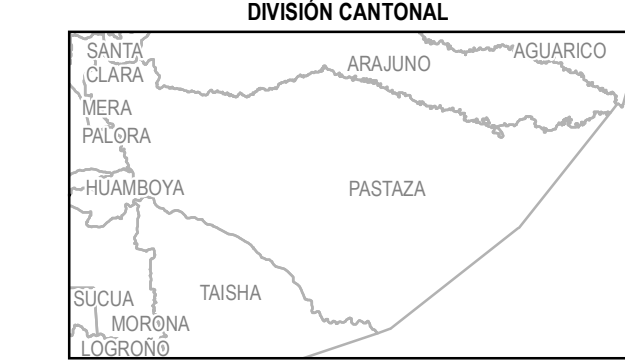 DIVISIÓN CANTONAL
SANTA
CLARA
ARAJUNO
AGUARICO
MERA
PALORA
HUAMBOYA
PASTAZA
SUCUA
TAISHA
MORONA
LOGROÑO